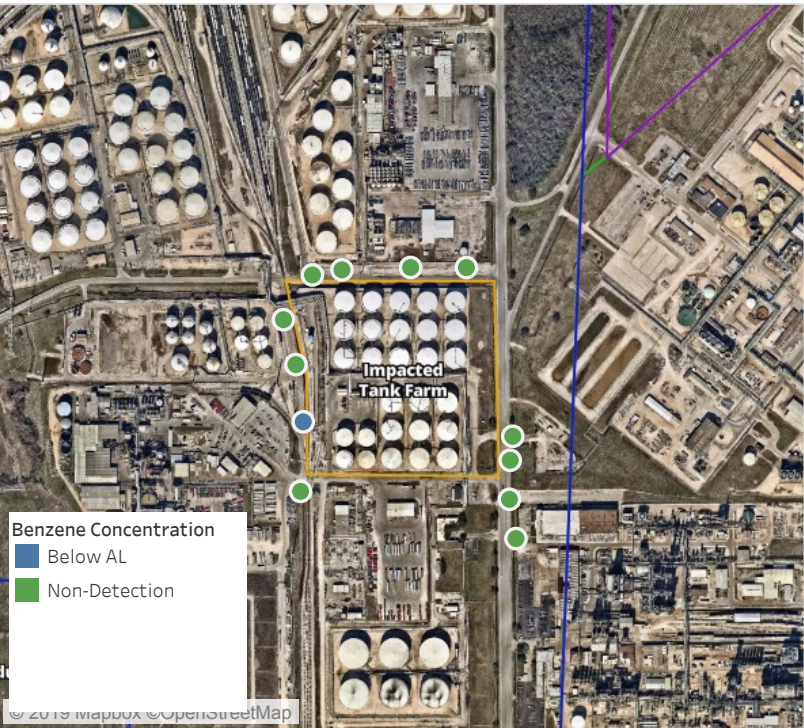 Impacted
Tank Farm
Benzene Concentration
Below AL
Non-Detection
© 2019 Mapbox ©OpenStreetMap